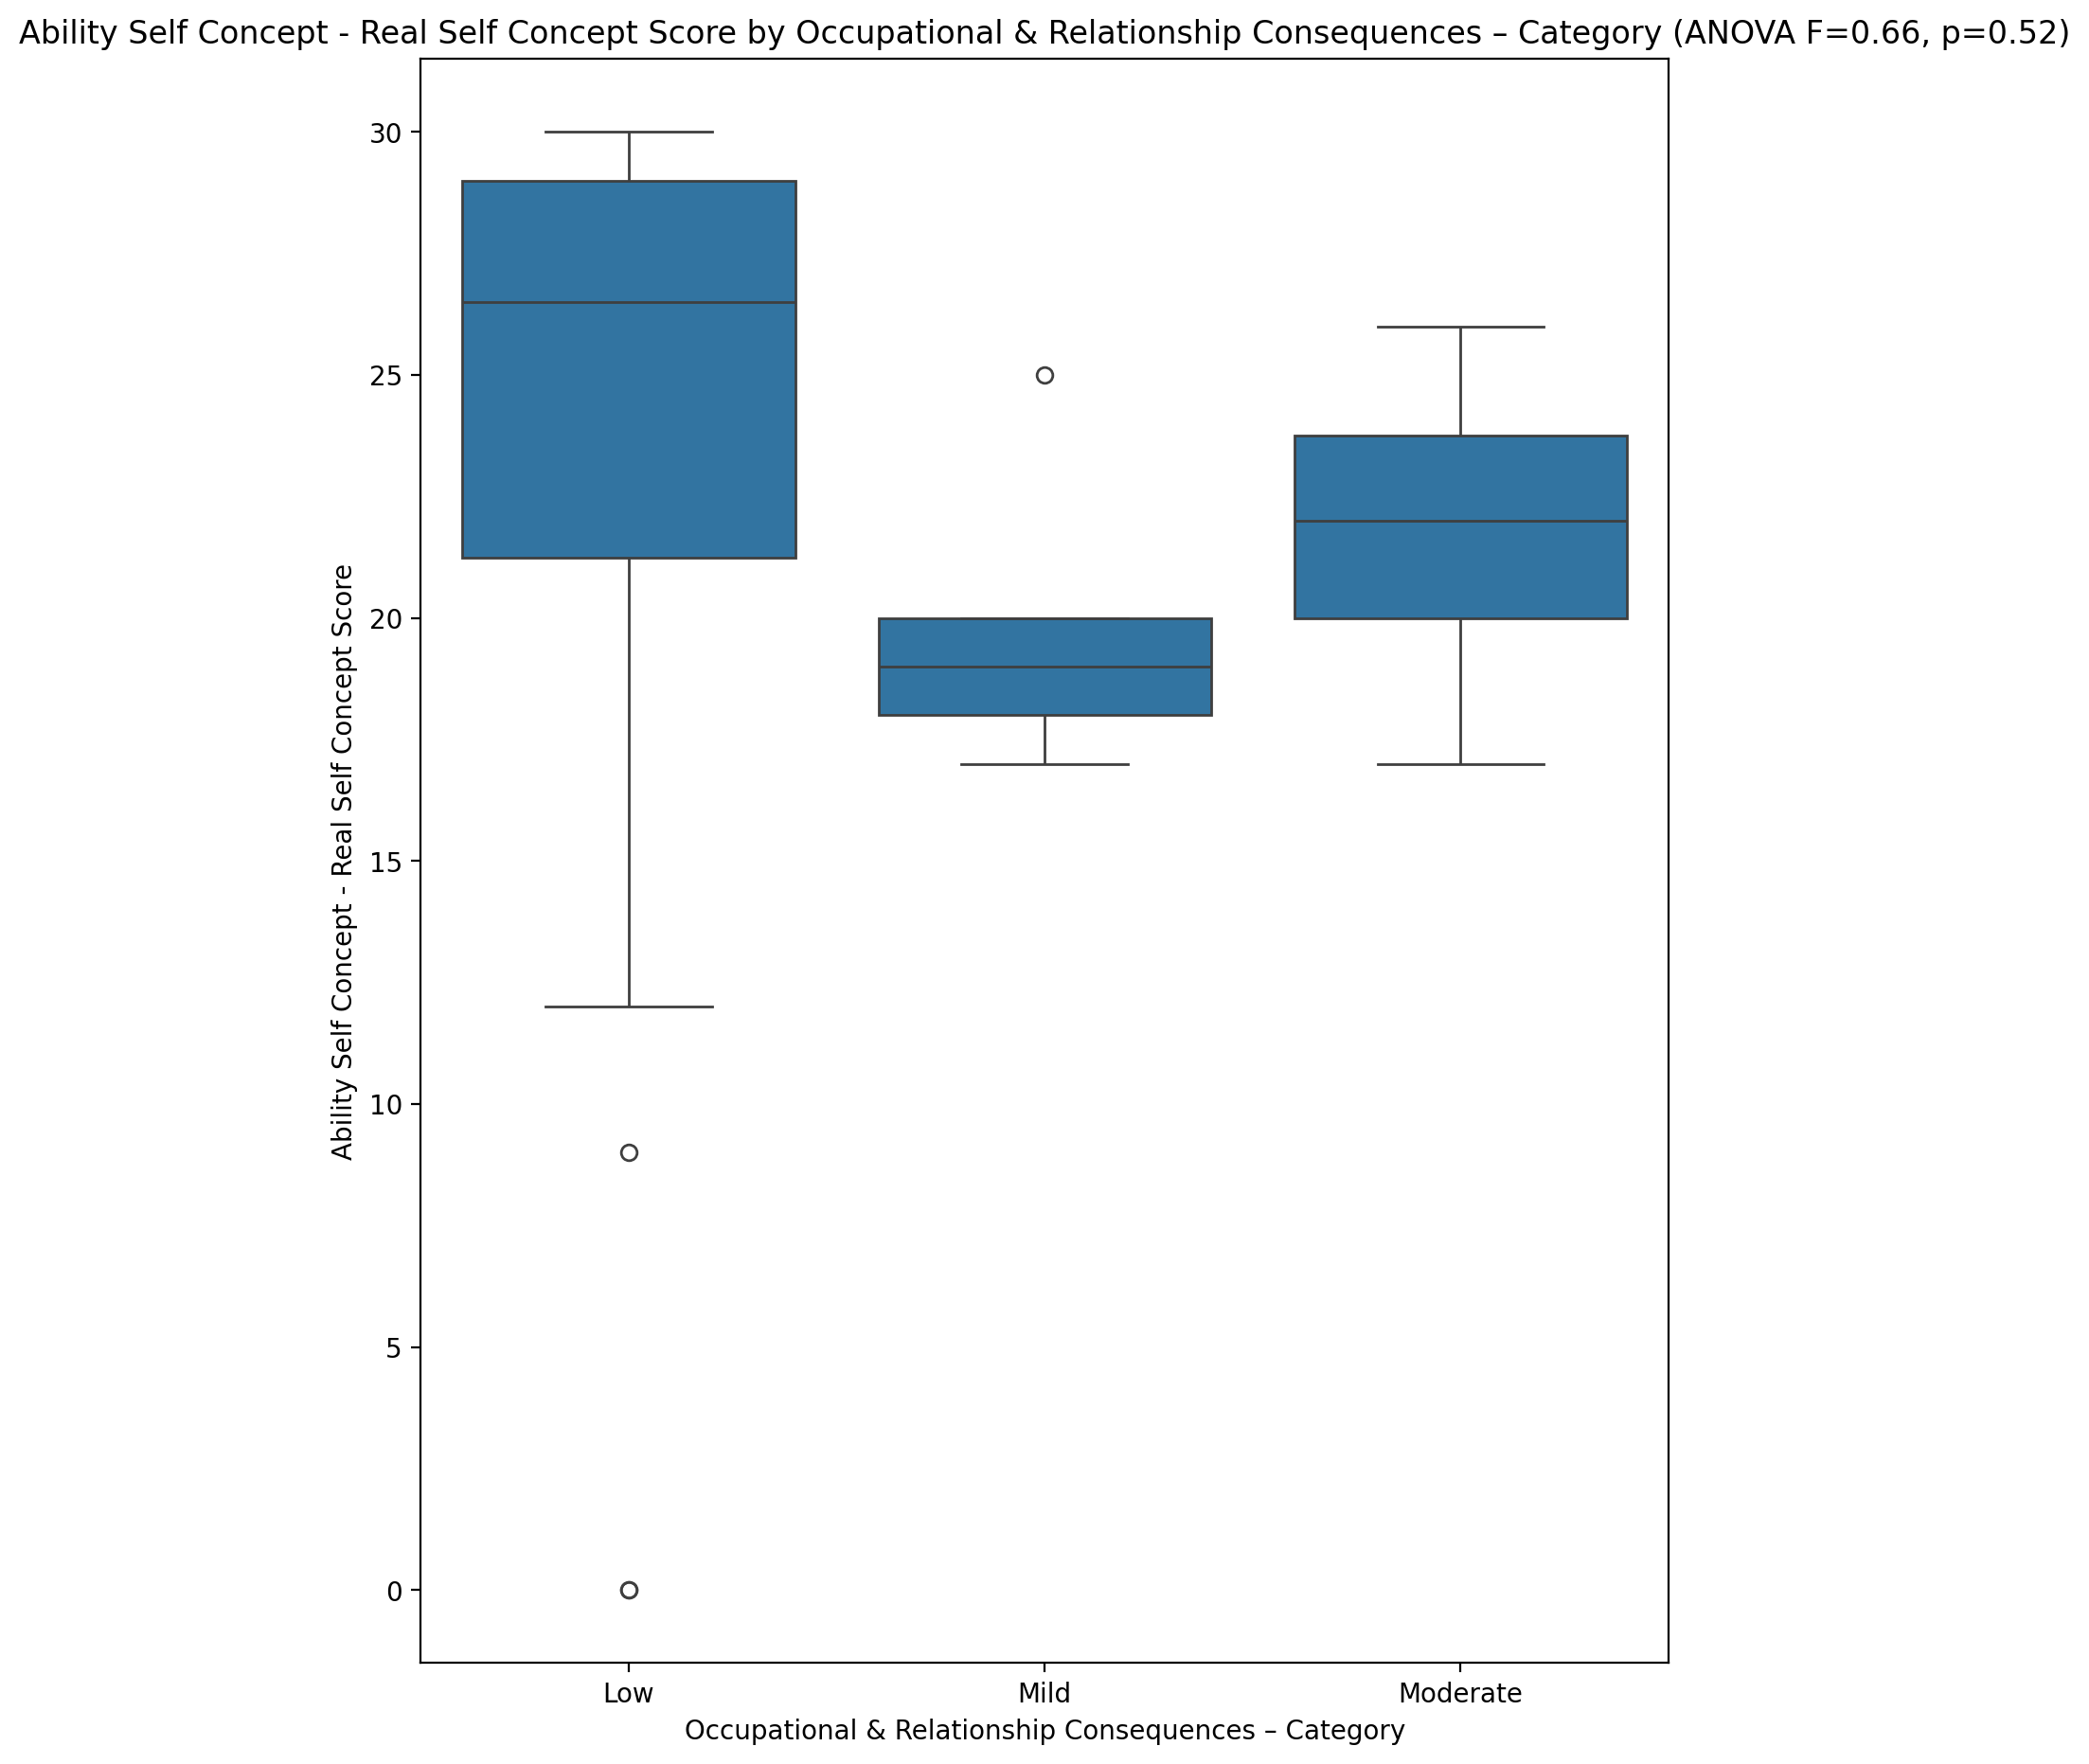 Ability Self Concept - Real Self Concept Score by Occupational & Relationship Consequences – Category (ANOVA F=0.66, p=0.52)
Ability Self Concept - Real Self Concept Score
30
25
20
15
10
5
0
Low Mild Moderate
Occupational & Relationship Consequences – Category